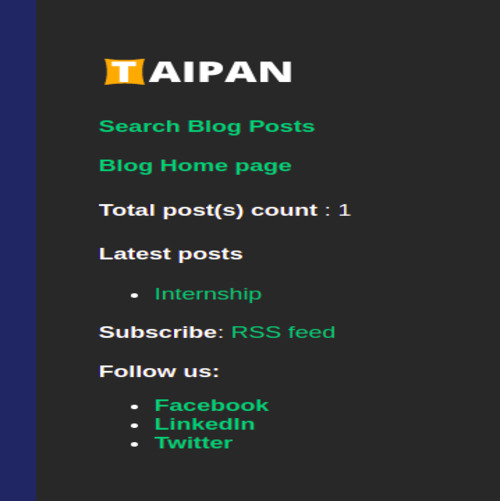 TAIPAN
Search Blog Posts
Blog Home page
Total post(s) count : 1
Latest posts
Internship
Subscribe: RSS feed
Follow us:
Facebook
LinkedIn
Twitter